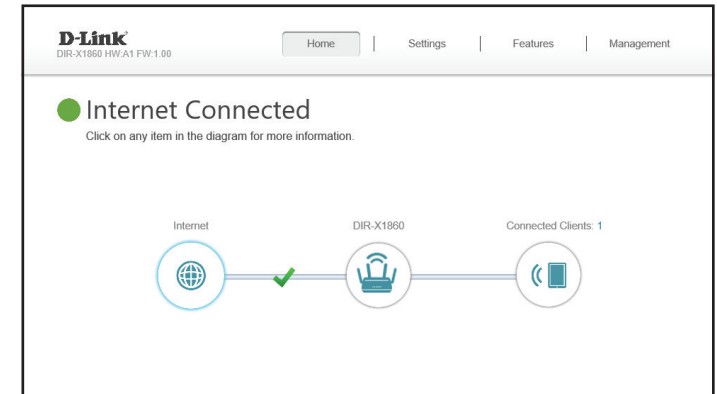 D-Link
DIR-X1860 HW:A1 FW:1.00
Home
Settings
Features
Management
Internet Connected
Click on any item in the diagram for more information.
Internet
DIR-X1860
Connected Clients: 1